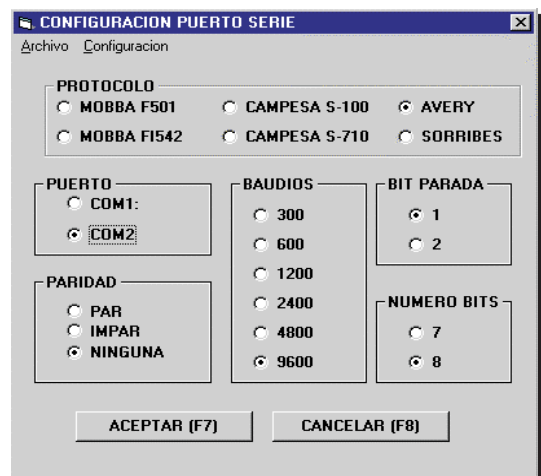 CONFIGURACION PUERTO SERIE
Archivo Configuracion
PROTOCOLO
MOBBA F501 CAMPESA S-100 AVERY
MOBBA FI542 CAMPESA S-710 SORRIBES
PUERTO
COM1:
COM2
PARIDAD
PAR
IMPAR
NINGUNA
BAUDIOS
300
600
1200
2400
4800
9600
BIT PARADA
1
2
NUMERO BITS
7
8
ACEPTAR (F7) CANCELAR (F8)